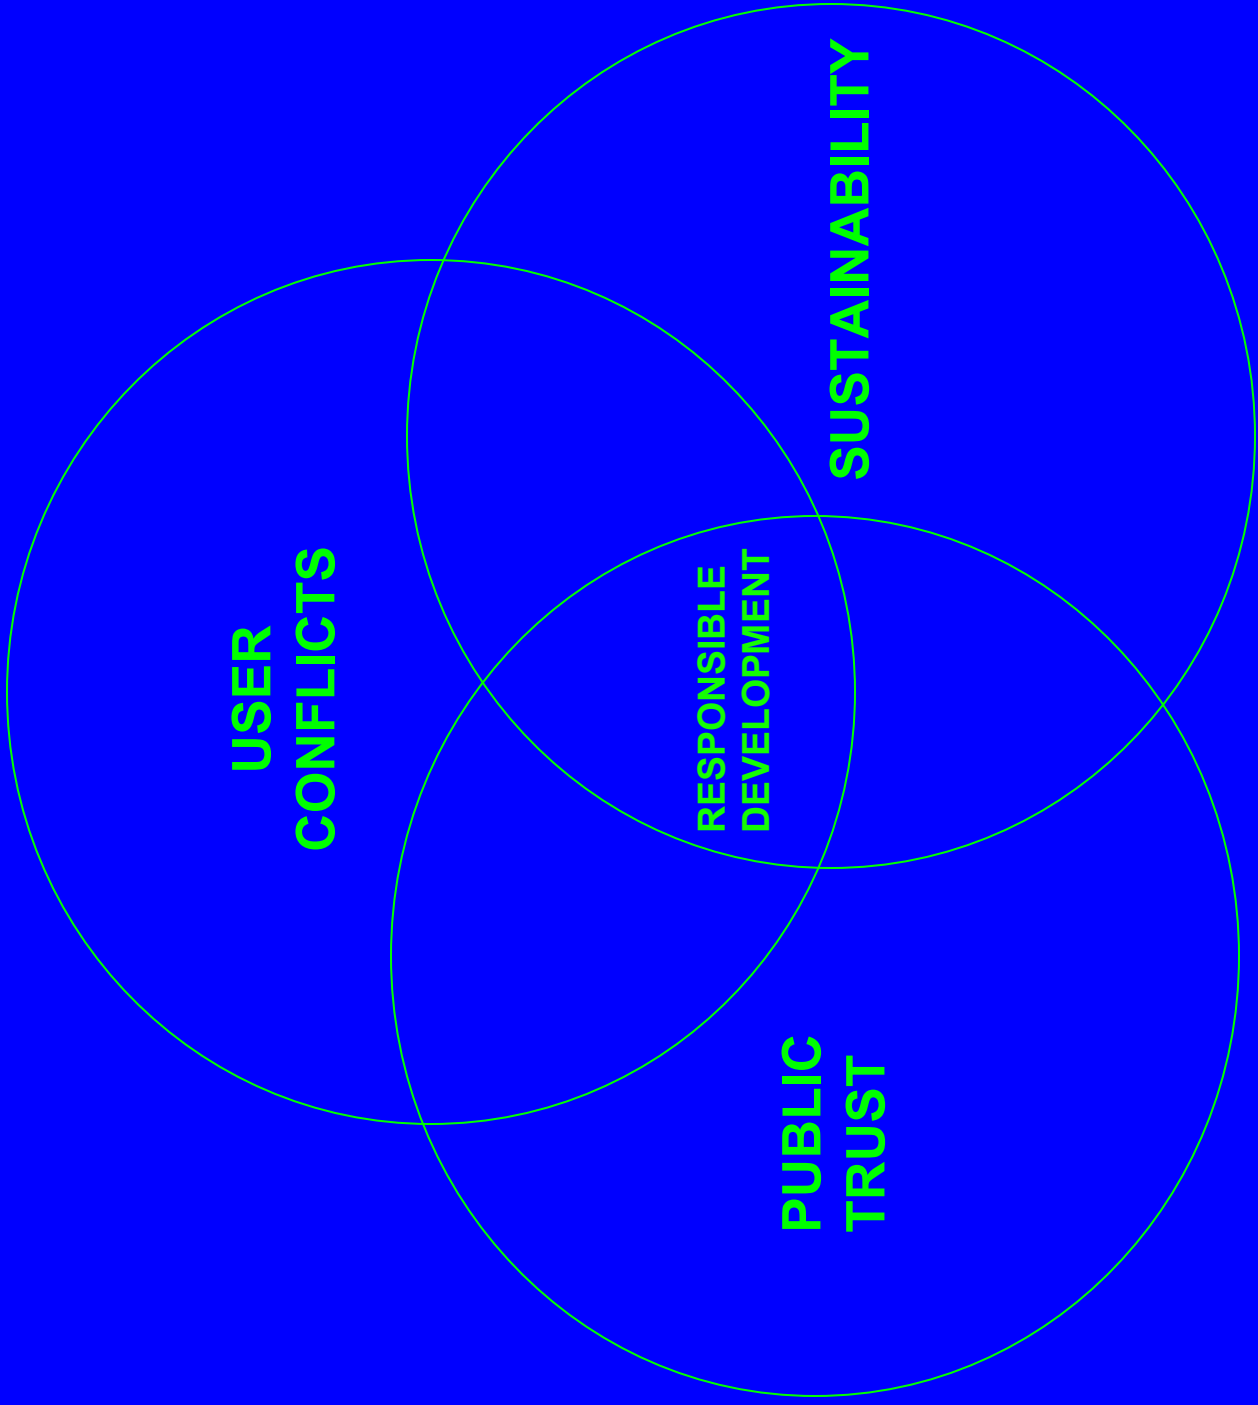 USER
CONFLICTS
RESPONSIBLE
DEVELOPMENT
PUBLIC
TRUST
SUSTAINABILITY